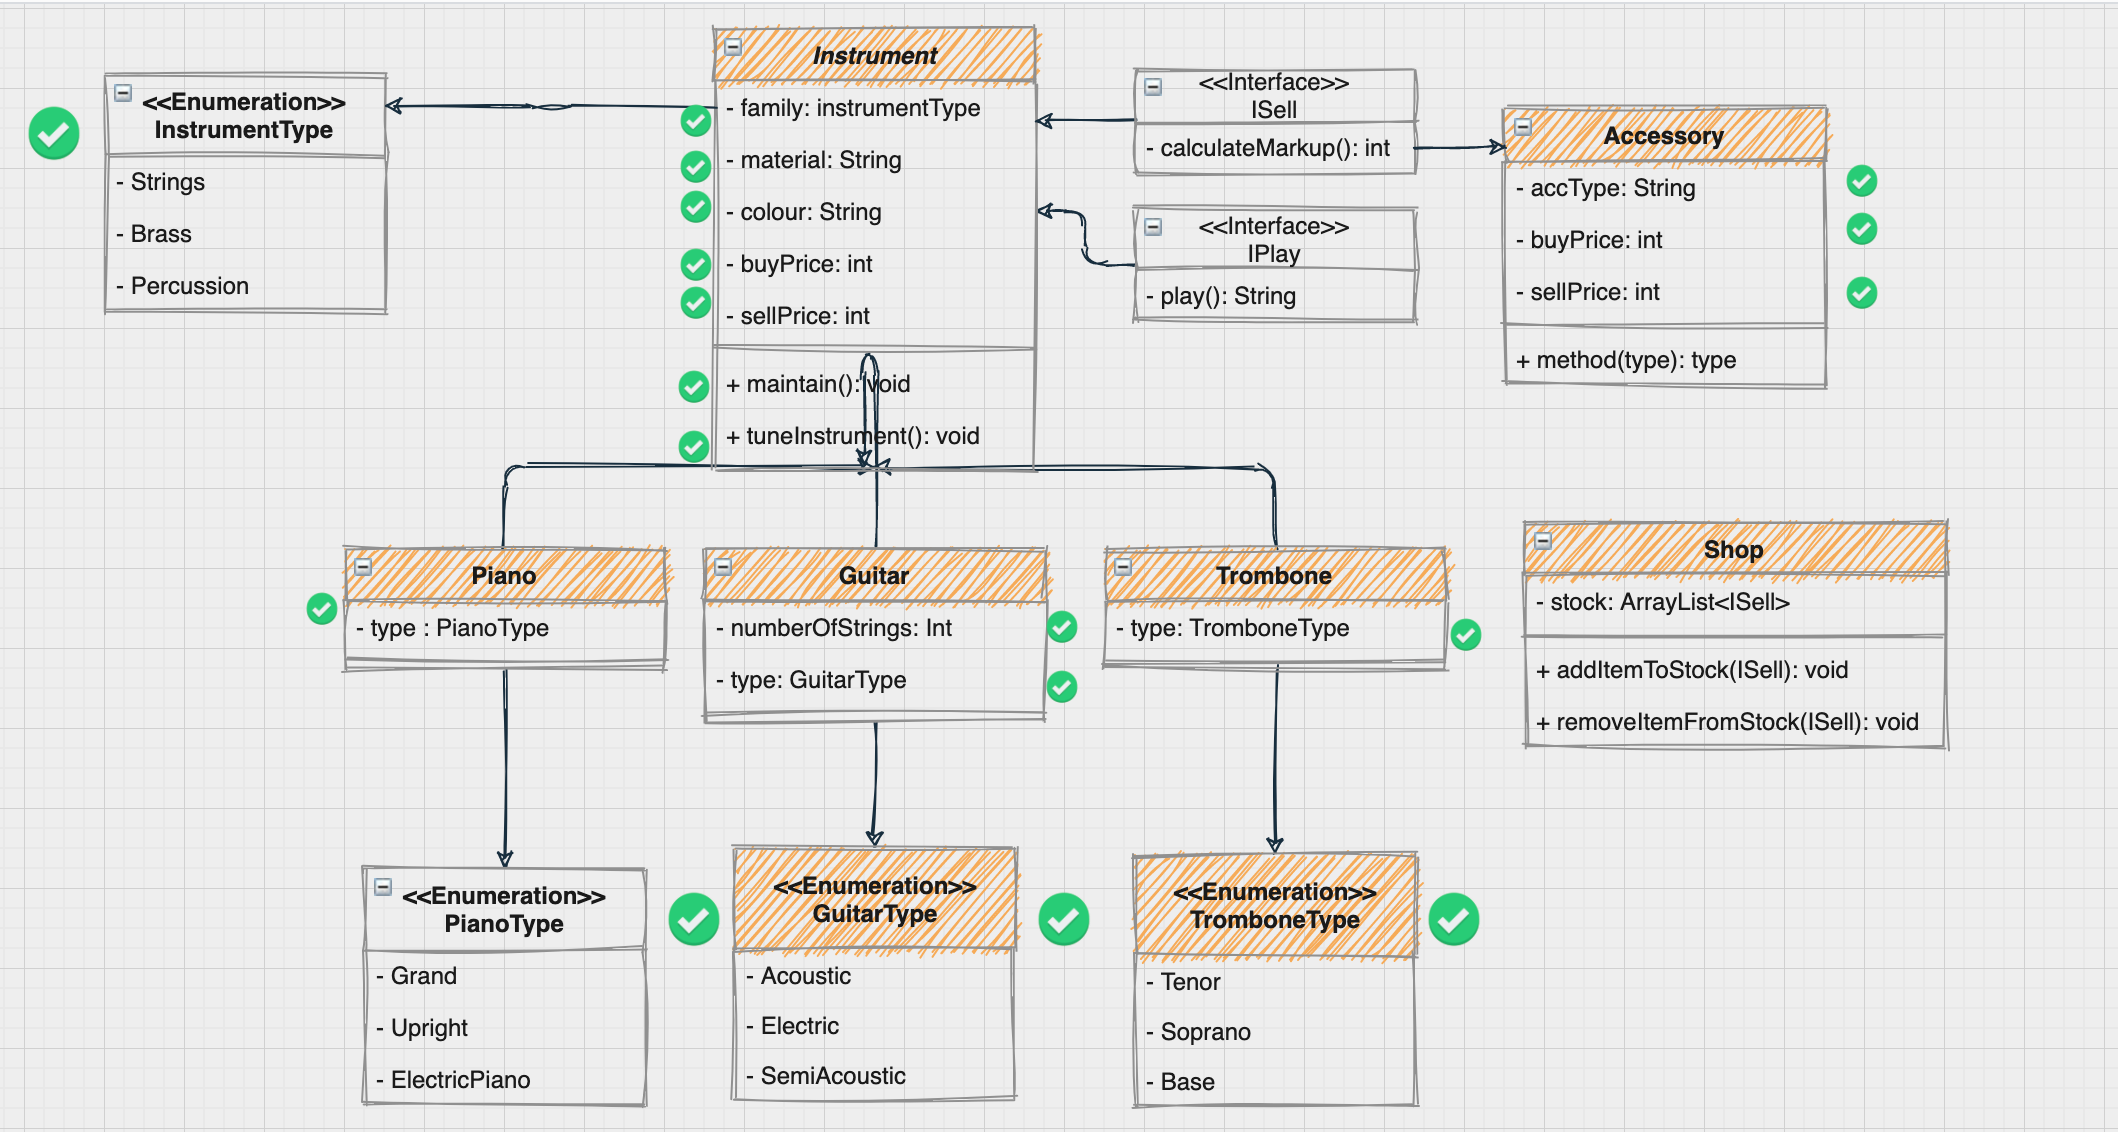 <<Enumeration>>
InstrumentType
- Strings
- Brass
- Percussion
Instrument
- family: instrumentType
- material: String
- colour: String
- buyPrice: int
- sellPrice: int
+ maintain(): void
+ tuneInstrument(): void
<<Interface>>
ISell
- calculateMarkup(): int
<<Interface>>
IPlay
- play(): String
Accessory
- accType: String
- buyPrice: int
- sellPrice: int
+ method(type): type
Piano
- type : PianoType
Guitar
- numberOfStrings: Int
- type: GuitarType
Trombone
- type: TromboneType
Shop
- stock: ArrayList<ISell>
+ addItemToStock(ISell): void
+ removeItemFromStock(ISell): void
<<Enumeration>>
PianoType
- Grand
- Upright
- ElectricPiano
<<Enumeration>>
GuitarType
- Acoustic
- Electric
- SemiAcoustic
<<Enumeration>>
TromboneType
- Tenor
- Soprano
- Base